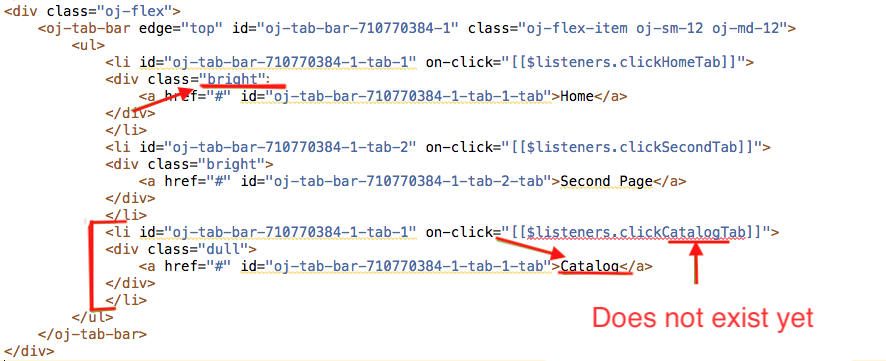 <div class="oj-flex">
<oj-tab-bar edge="top" id="oj-tab-bar-710770384-1" class="oj-flex-item oj-sm-12 oj-md-12">
<ul>
<li id="oj-tab-bar-710770384-1-tab-1" on-click="[[$listeners.clickHomeTab]]">
<div class="bright">
<a href="#" id="oj-tab-bar-710770384-1-tab-1-tab">Home</a>
</div>
</li>
<li id="oj-tab-bar-710770384-1-tab-2" on-click="[[$listeners.clickSecondTab]]">
<div class="bright">
<a href="#" id="oj-tab-bar-710770384-1-tab-2-tab">Second Page</a>
</div>
</li>
<li id="oj-tab-bar-710770384-1-tab-1" on-click="[[$listeners.clickCatalogTab]]">
<div class="dull">
<a href="#" id="oj-tab-bar-710770384-1-tab-1-tab">Catalog</a>
</div>
</li>
</ul>
Does not exist yet
</oj-tab-bar>
</div>